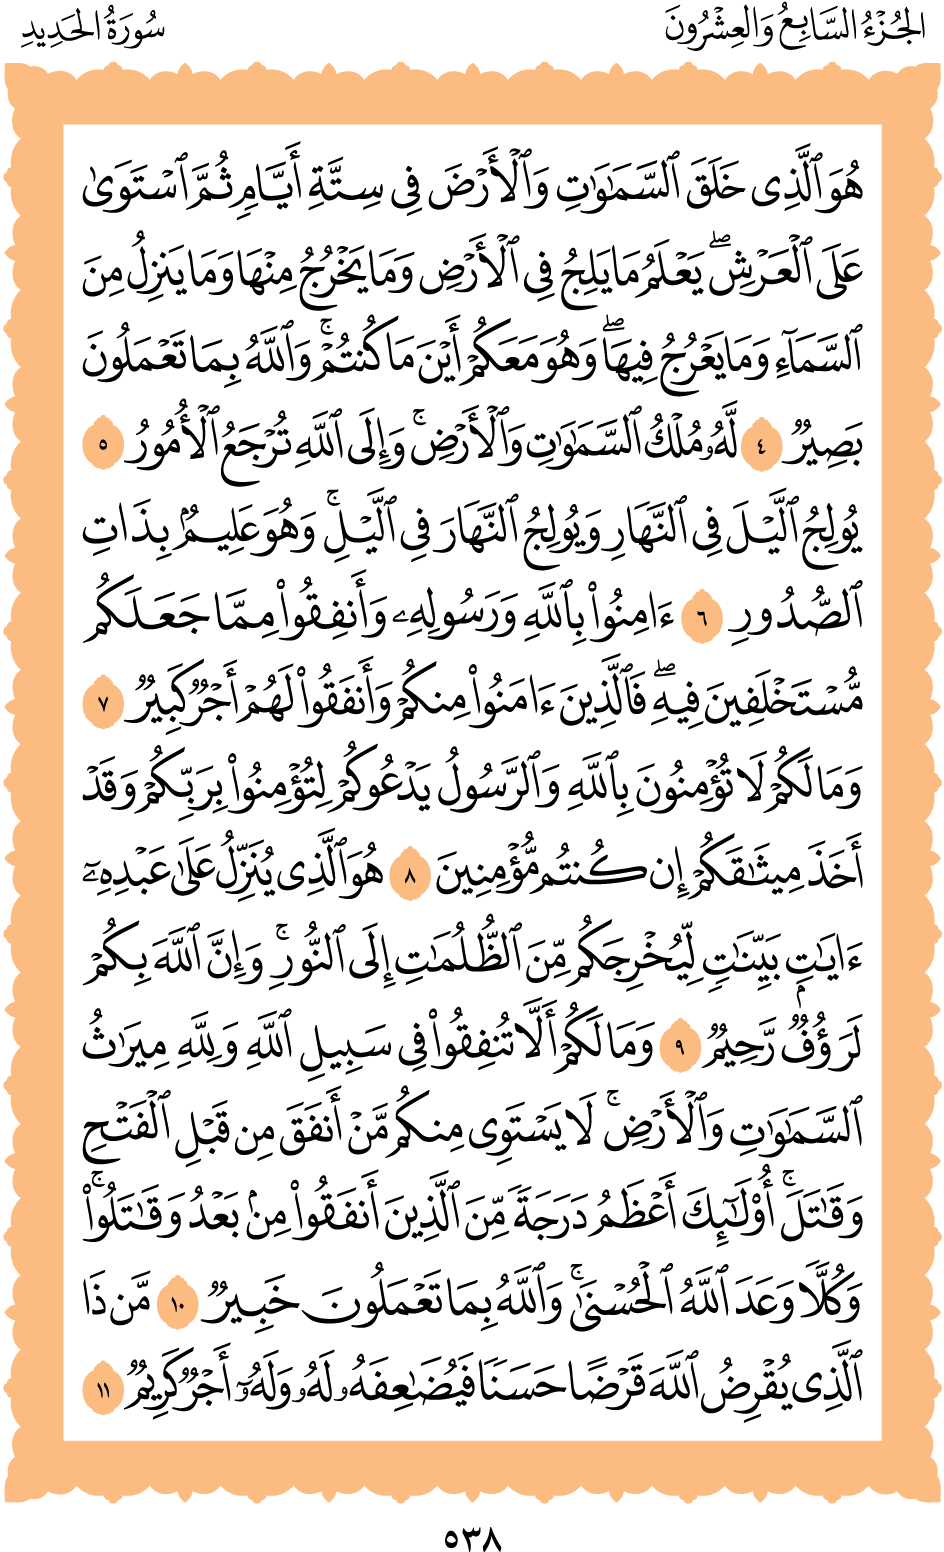 الجُزْءُ السَّابِعُ وَالْعِشْرُونَ
سُورَةُ الحَدِيدِ
هُوَ ٱلَّذِى خَلَقَ ٱلسَّمَـٰوَٰتِ وَٱلْأَرْضَ فِى سِتَّةِ أَيَّامٍ ثُمَّ ٱسْتَوَىٰ
عَلَى ٱلْعَرْشِ ۖ يَعْلَمُ مَا يَلِجُ فِى ٱلْأَرْضِ وَمَا يَخْرُجُ مِنْهَا وَمَا يَنزِلُ مِنَ
ٱلسَّمَآءِ وَمَا يَعْرُجُ فِيهَا ۖ وَهُوَ مَعَكُمْ أَيْنَ مَا كُنتُمْ ۚ وَٱللَّهُ بِمَا تَعْمَلُونَ
بَصِيرٌ ٤ لَّهُۥ مُلْكُ ٱلسَّمَـٰوَٰتِ وَٱلْأَرْضِ ۚ وَإِلَى ٱللَّهِ تُرْجَعُ ٱلْأُمُورُ ٥
يُولِجُ ٱلَّيْلَ فِى ٱلنَّهَارِ وَيُولِجُ ٱلنَّهَارَ فِى ٱلَّيْلِ ۚ وَهُوَ عَلِيمٌۢ بِذَاتِ
ٱلصُّدُورِ ٦ ءَامِنُوا۟ بِٱللَّهِ وَرَسُولِهِۦ وَأَنفِقُوا۟ مِمَّا جَعَلَكُم
مُّسْتَخْلَفِينَ فِيهِ ۖ فَٱلَّذِينَ ءَامَنُوا۟ مِنكُمْ وَأَنفَقُوا۟ لَهُمْ أَجْرٌ كَبِيرٌ ٧
وَمَا لَكُمْ لَا تُؤْمِنُونَ بِٱللَّهِ وَٱلرَّسُولُ يَدْعُوكُمْ لِتُؤْمِنُوا۟ بِرَبِّكُمْ وَقَدْ
أَخَذَ مِيثَـٰقَكُمْ إِن كُنتُم مُّؤْمِنِينَ ٨ هُوَ ٱلَّذِى يُنَزِّلُ عَلَىٰ عَبْدِهِۦٓ
ءَايَـٰتٍۭ بَيِّنَـٰتٍ لِّيُخْرِجَكُم مِّنَ ٱلظُّلُمَـٰتِ إِلَى ٱلنُّورِ ۚ وَإِنَّ ٱللَّهَ بِكُمْ
لَرَءُوفٌ رَّحِيمٌ ٩ وَمَا لَكُمْ أَلَّا تُنفِقُوا۟ فِى سَبِيلِ ٱللَّهِ وَلِلَّهِ مِيرَٰثُ
ٱلسَّمَـٰوَٰتِ وَٱلْأَرْضِ ۚ لَا يَسْتَوِى مِنكُم مَّنْ أَنفَقَ مِن قَبْلِ ٱلْفَتْحِ
وَقَـٰتَلَ ۚ أُو۟لَـٰٓئِكَ أَعْظَمُ دَرَجَةً مِّنَ ٱلَّذِينَ أَنفَقُوا۟ مِنۢ بَعْدُ وَقَـٰتَلُوا۟ ۚ
وَكُلًّا وَعَدَ ٱللَّهُ ٱلْحُسْنَىٰ ۚ وَٱللَّهُ بِمَا تَعْمَلُونَ خَبِيرٌ ١٠ مَّن ذَا
ٱلَّذِى يُقْرِضُ ٱللَّهَ قَرْضًا حَسَنًا فَيُضَـٰعِفَهُۥ لَهُۥ وَلَهُۥٓ أَجْرٌ كَرِيمٌ ١١
٥٣٨